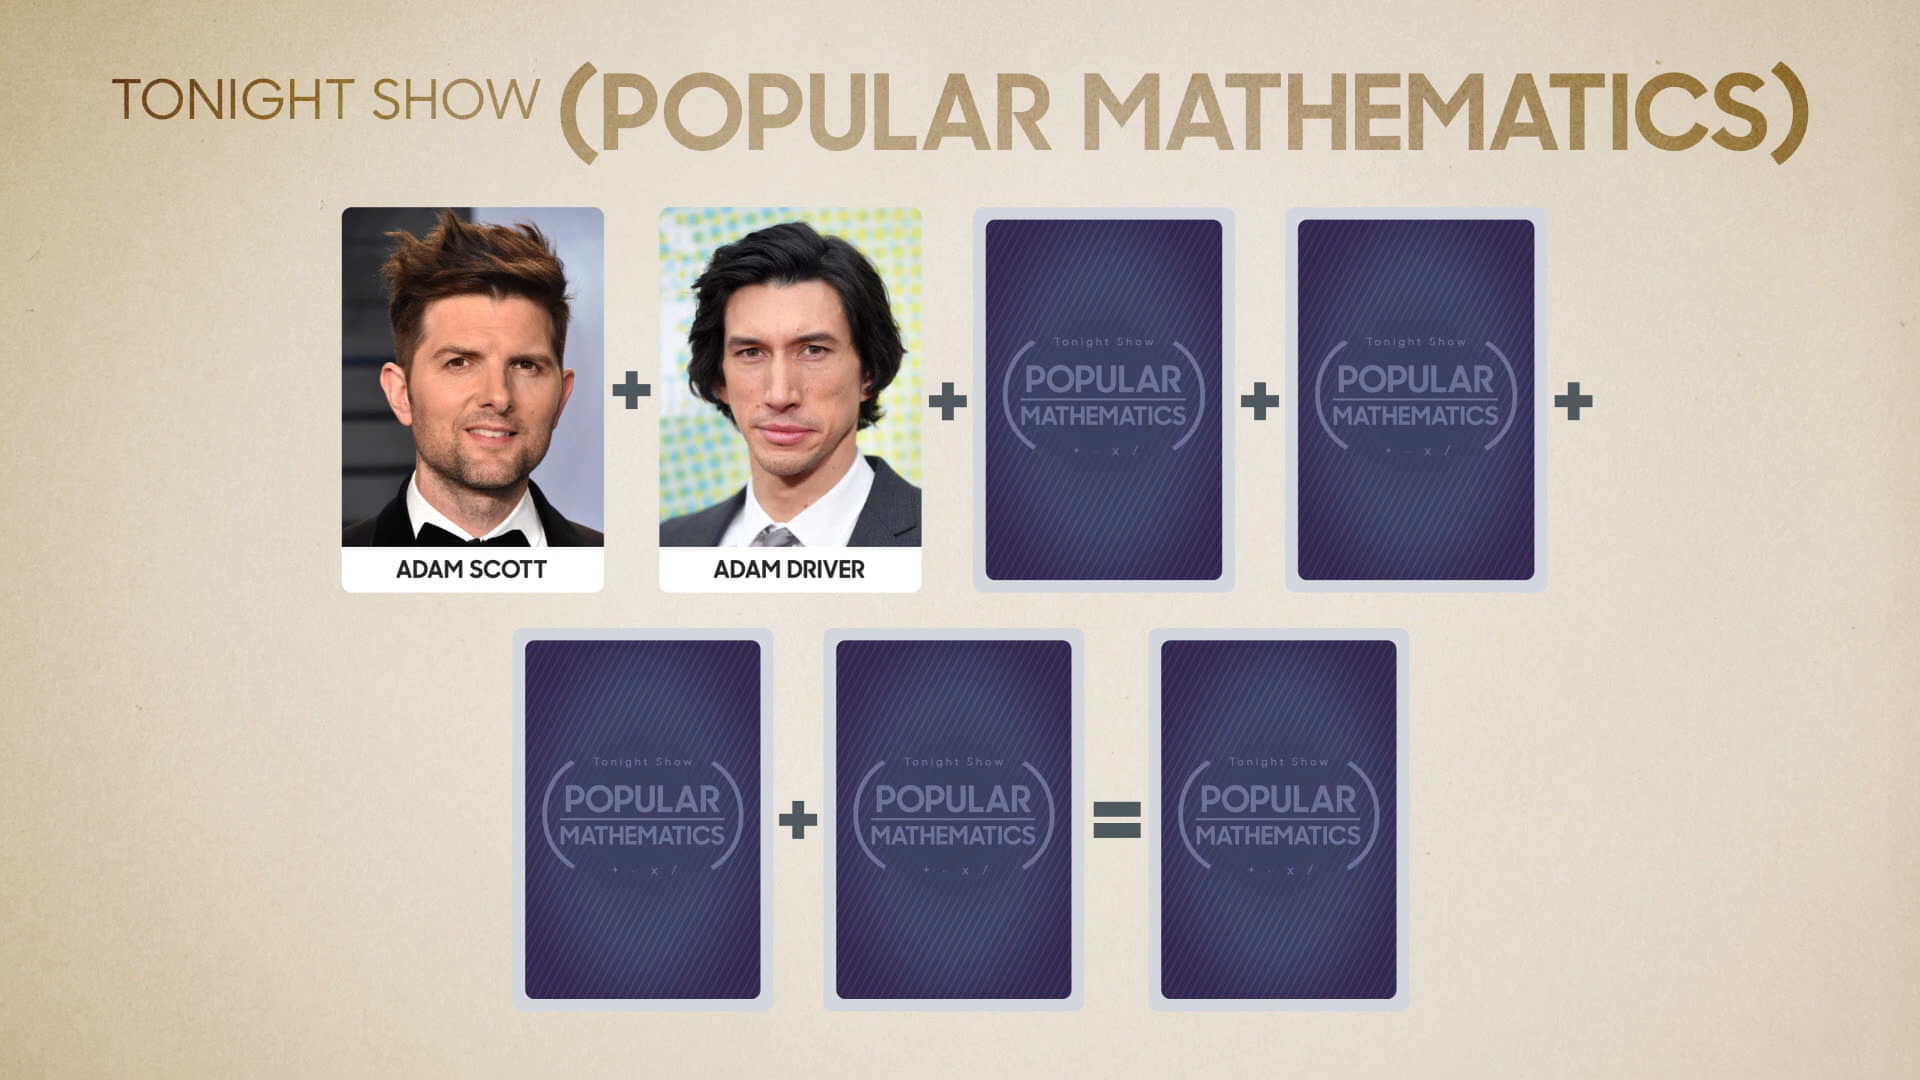 TONIGHT SHOW (POPULAR MATHEMATICS)
ADAM SCOTT
+
ADAM DRIVER
+
Tonight Show
(POPULAR
MATHEMATICS)
+ - x /
+
Tonight Show
(POPULAR
MATHEMATICS)
+ - x /
+
Tonight Show
(POPULAR
MATHEMATICS)
+ - x /
+
Tonight Show
(POPULAR
MATHEMATICS)
+ - x /
=
Tonight Show
(POPULAR
MATHEMATICS)
+ - x /